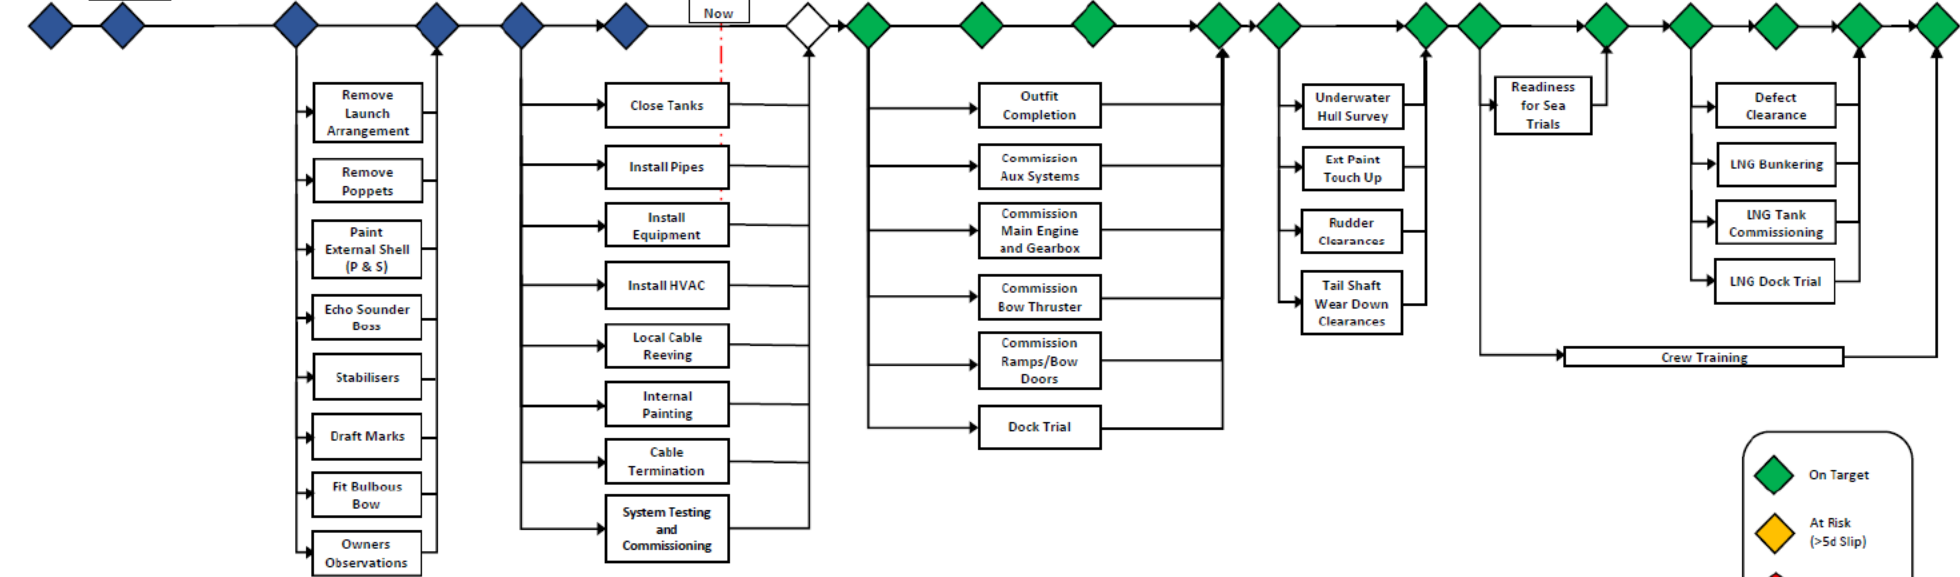 Now
Remove
Launch
Arrangement
Remove
Poppets
Paint
External Shell
(P & S)
Echo Sounder
Boss
Stabilisers
Draft Marks
Fit Bulbous
Bow
Owners
Observations
Close Tanks
Install Pipes
Install
Equipment
Install HVAC
Local Cable
Reeving
Internal
Painting
Cable
Termination
System Testing
and
Commissioning
Outfit
Completion
Commission
Aux Systems
Commission
Main Engine
and Gearbox
Commission
Bow Thruster
Commission
Ramps/Bow
Doors
Dock Trial
Underwater
Hull Survey
Ext Paint
Touch Up
Rudder
Clearances
Tail Shaft
Wear Down
Clearances
Readiness
for Sea
Trials
Defect
Clearance
LNG Bunkering
LNG Tank
Commissioning
LNG Dock Trial
Crew Training
On Target
At Risk
(>5d Slip)